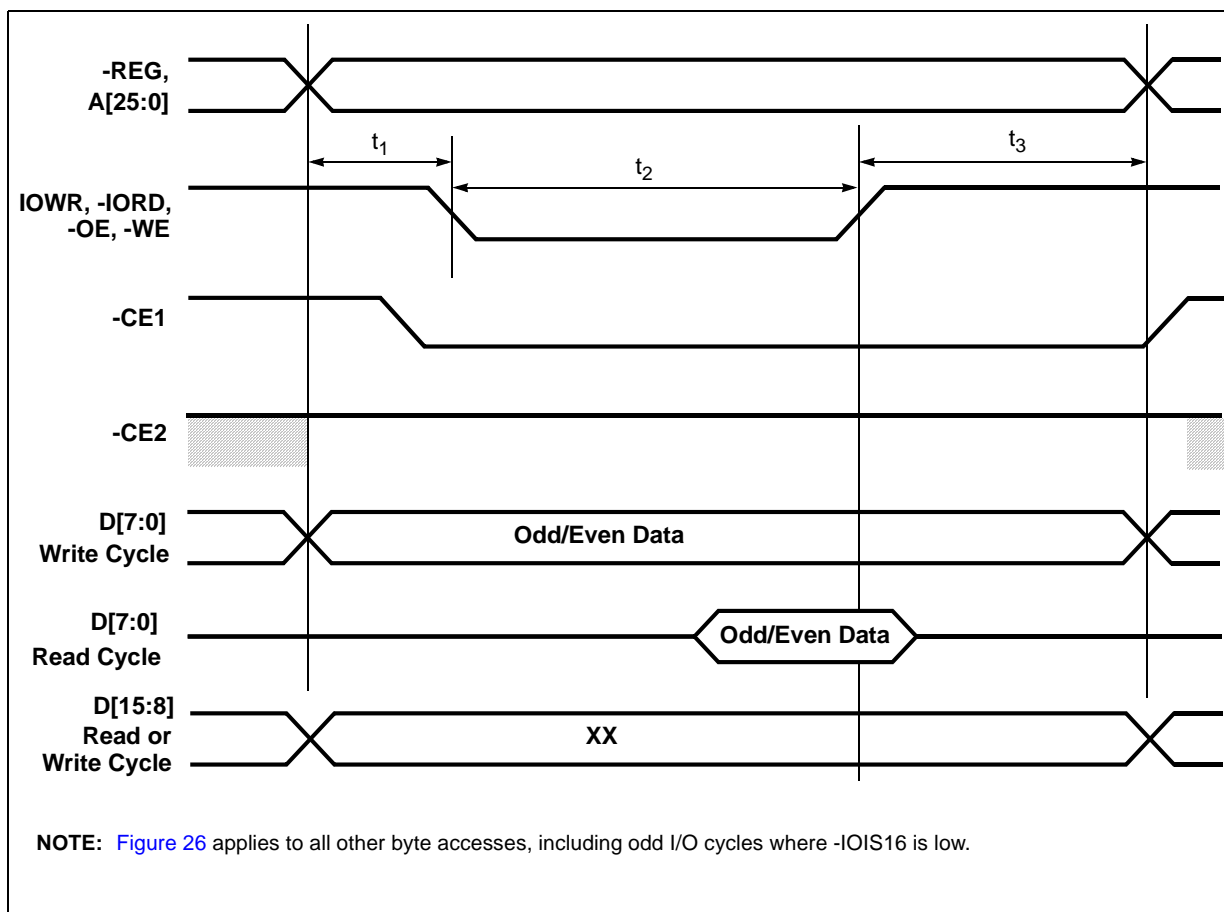 -REG,
A[25:0]
t1
t2
t3
IOWR, -IORD,
-OE, -WE
-CE1
-CE2
D[7:0]
Write Cycle
Odd/Even Data
D[7:0]
Read Cycle
Odd/Even Data
D[15:8]
Read or
Write Cycle
XX
NOTE: Figure 26 applies to all other byte accesses, including odd I/O cycles where -IOIS16 is low.